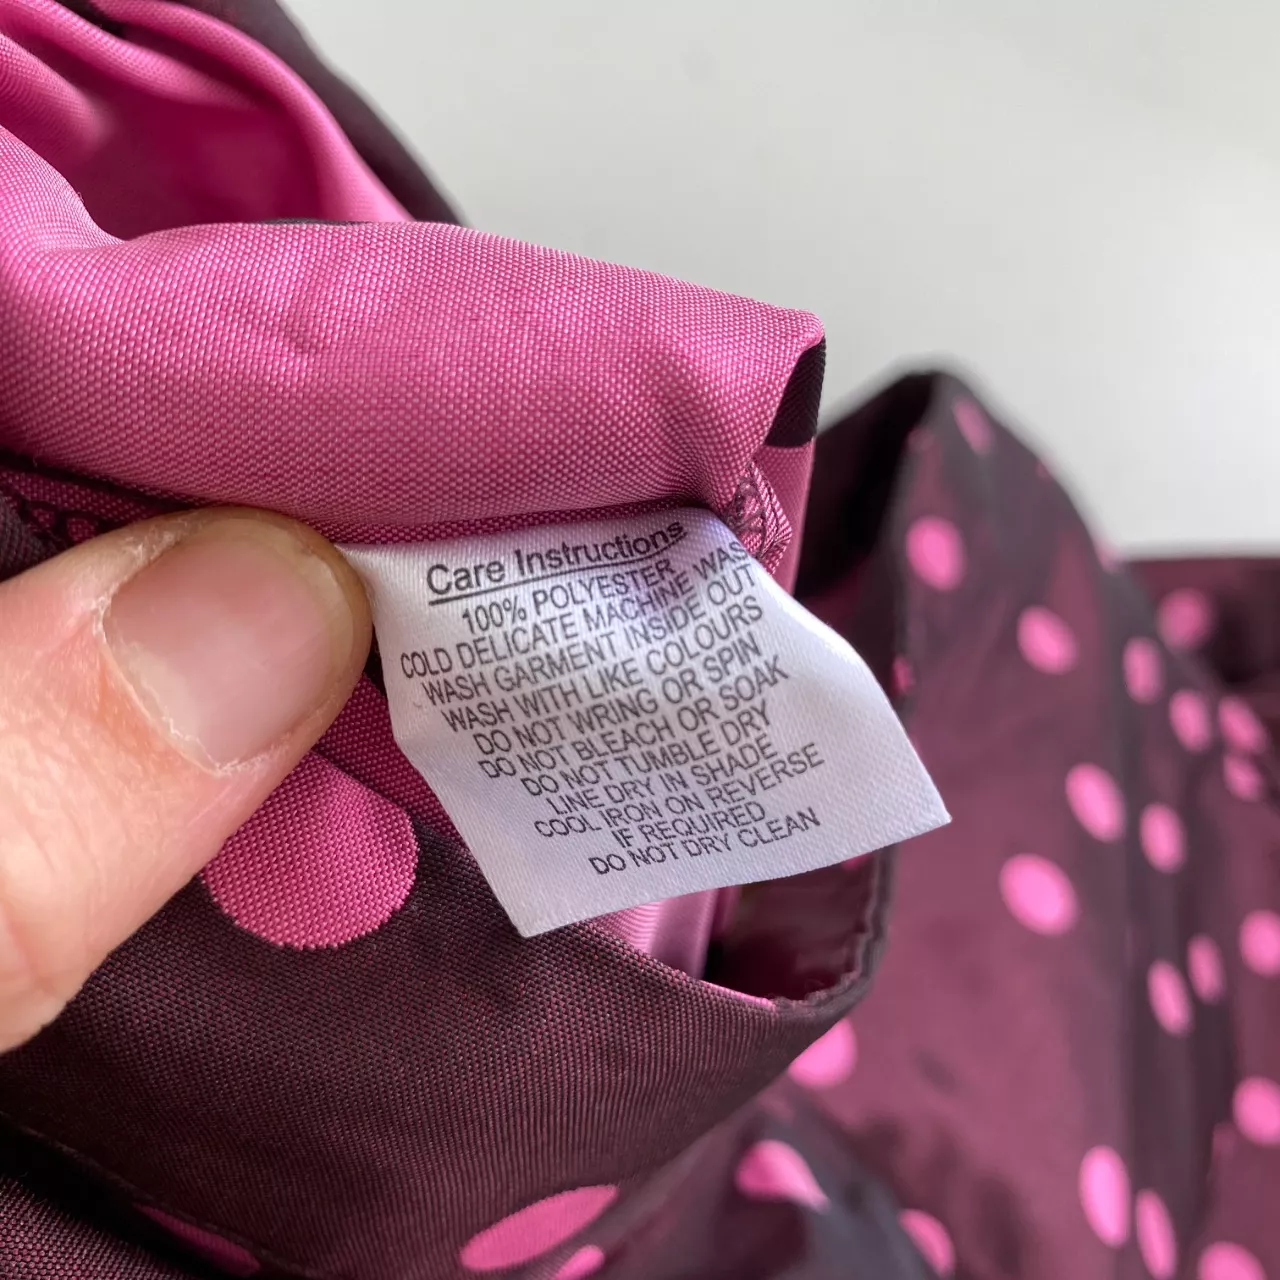 Care Instructions
100% POLYESTER
COLD DELICATE MACHINE WAS
WASH GARMENT INSIDE OUT
WASH WITH LIKE COLOURS
DO NOT WRING OR SPIN
DO NOT BLEACH OR SOAK
DO NOT TUMBLE DRY
LINE DRY IN SHADE
COOL IRON ON REVERSE
IF REQUIRED
DO NOT DRY CLEAN